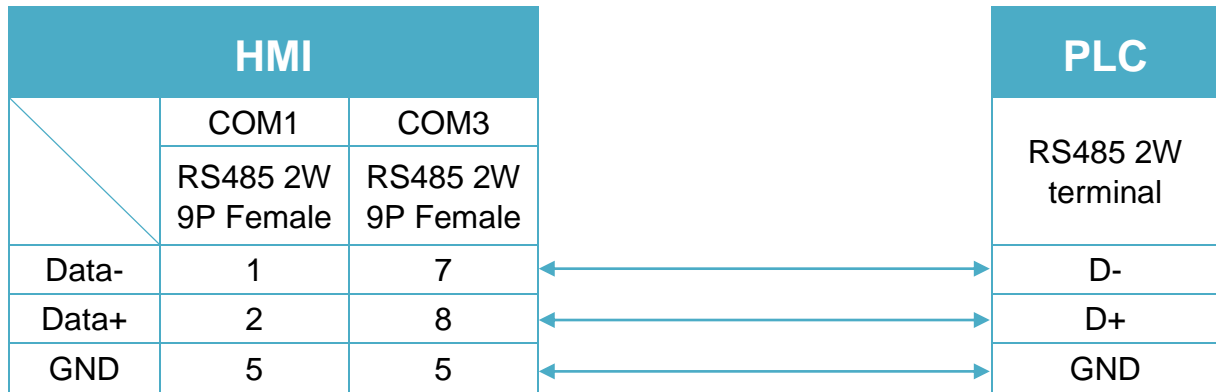 HMI PLC
COM1 COM3
RS485 2W RS485 2W RS485 2W
9P Female 9P Female terminal
Data- 1 7 D-
Data+ 2 8 D+
GND 5 5 GND